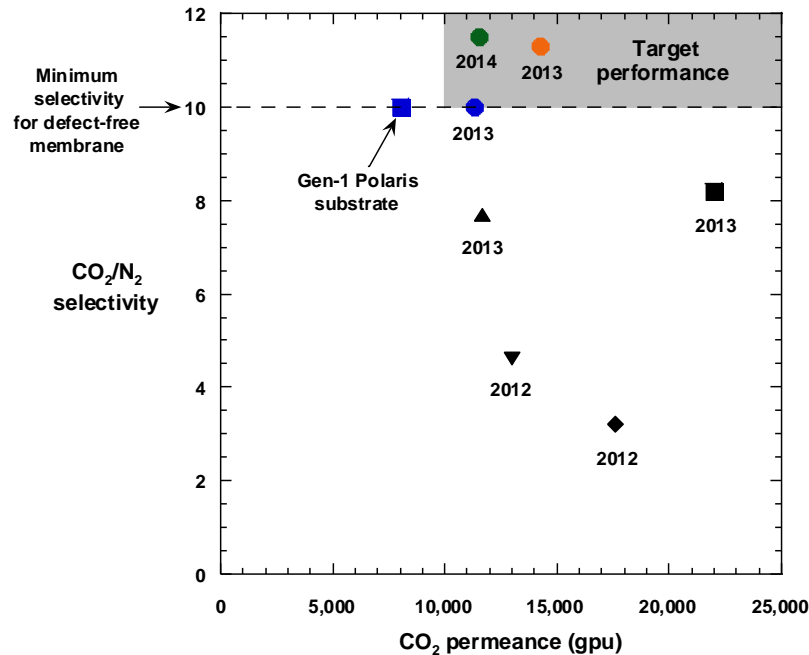 12
10
8
6
4
2
0
0
5,000
10,000
15,000
20,000
25,000
CO₂ permeance (gpu)
CO₂/N₂
selectivity
Minimum
selectivity
for defect-free
membrane
Target
performance
2014
2013
2013
Gen-1 Polaris
substrate
2013
2013
2012
2012